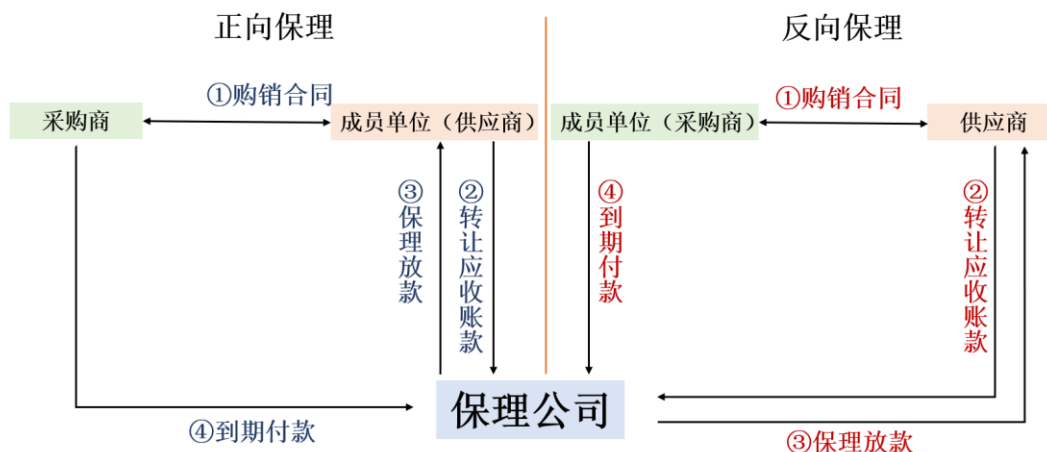 正向保理
反向保理
①购销合同
①购销合同
采购商
成员单位（供应商）
成员单位（采购商）
供应商
③保理放款
②转让应收账款
④到期付款
②转让应收账款
保理公司
④到期付款
③保理放款